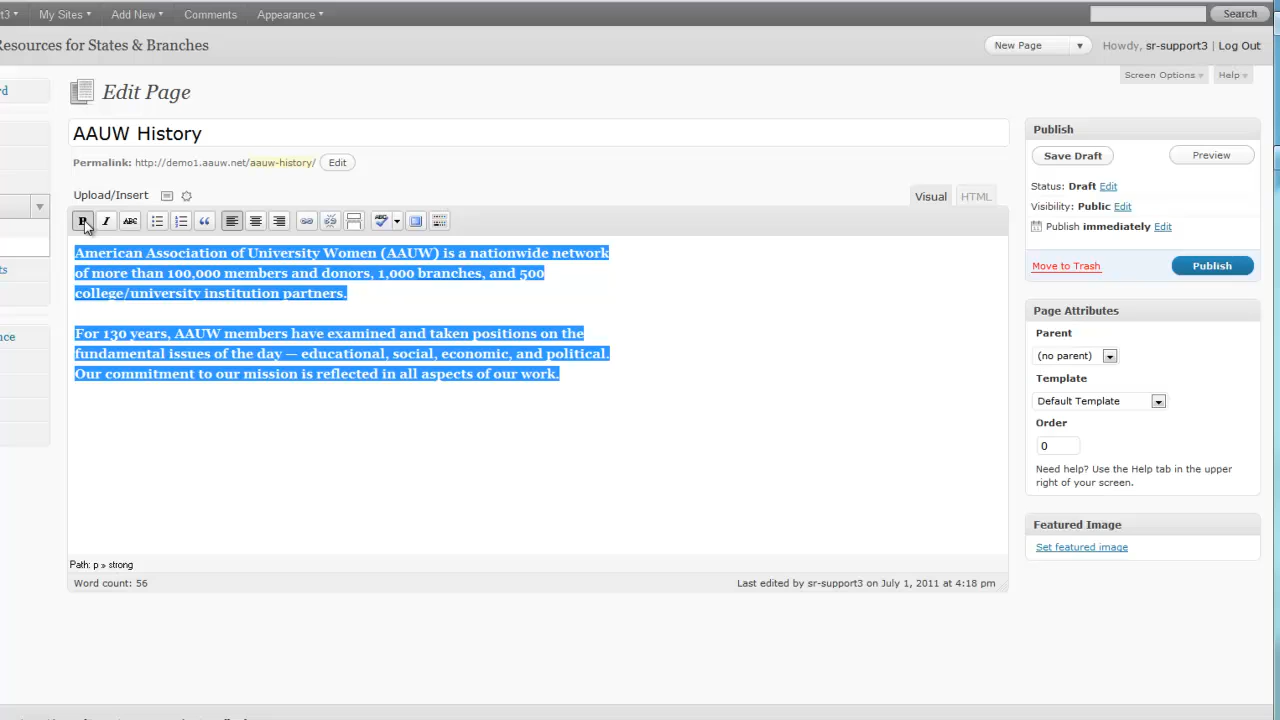 t3 My Sites Add New Comments Appearance Search
Resources for States & Branches New Page Howdy, sr-support3 | Log Out
Screen Options Help
rd
Edit Page
AAUW History
Permalink: http://demo1.aauw.net/aauw-history/ Edit
Upload/Insert Visual HTML
B I ABC
American Association of University Women (AAUW) is a nationwide network
of more than 100,000 members and donors, 1,000 branches, and 500
college/university institution partners.
For 130 years, AAUW members have examined and taken positions on the
fundamental issues of the day — educational, social, economic, and political.
Our commitment to our mission is reflected in all aspects of our work.
ts
nce
Path: p » strong
Word count: 56 Last edited by sr-support3 on July 1, 2011 at 4:18 pm
Publish
Save Draft Preview
Status: Draft Edit
Visibility: Public Edit
Publish immediately Edit
Move to Trash Publish
Page Attributes
Parent
(no parent)
Template
Default Template
Order
0
Need help? Use the Help tab in the upper
right of your screen.
Featured Image
Set featured image